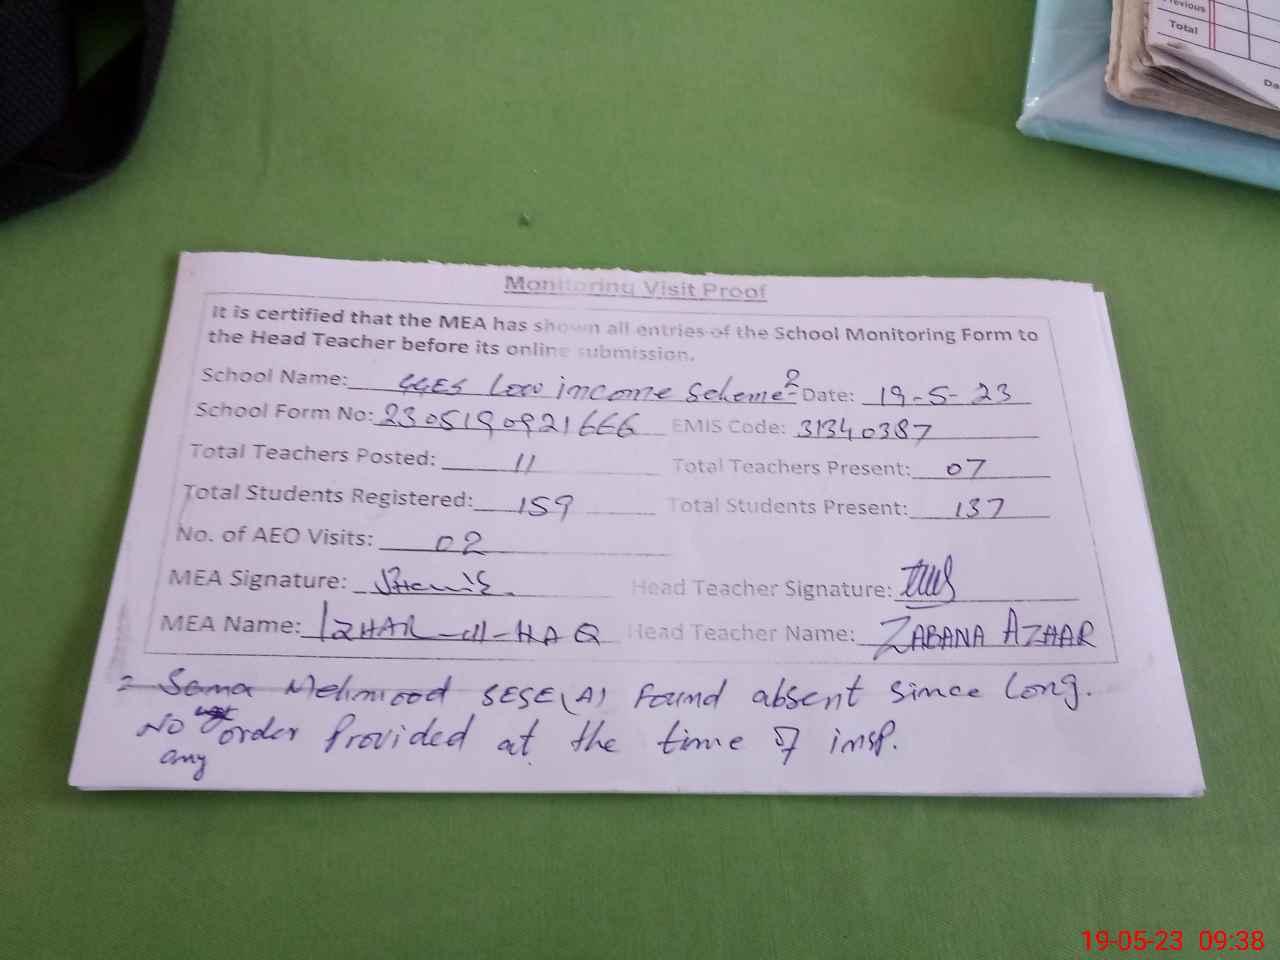 Previous
Total
Da
Monitoring Visit Proof
It is certified that the MEA has shown all entries of the School Monitoring Form to
the Head Teacher before its online submission.
School Name: GGES Low income Scheme 2 Date: 19-5-23
School Form No: 2305190921666 EMIS Code: 31340387
Total Teachers Posted: 11 Total Teachers Present: 07
Total Students Registered: 159 Total Students Present: 137
No. of AEO Visits: 02
MEA Signature: Head Teacher Signature:
MEA Name: IZHAR-ul-HAQ Head Teacher Name: ZABANA AZHAR
= Sama Mehmood SESE(A) Found absent since long.
No order Provided at the time of insp.
any
19-05-23 09:38